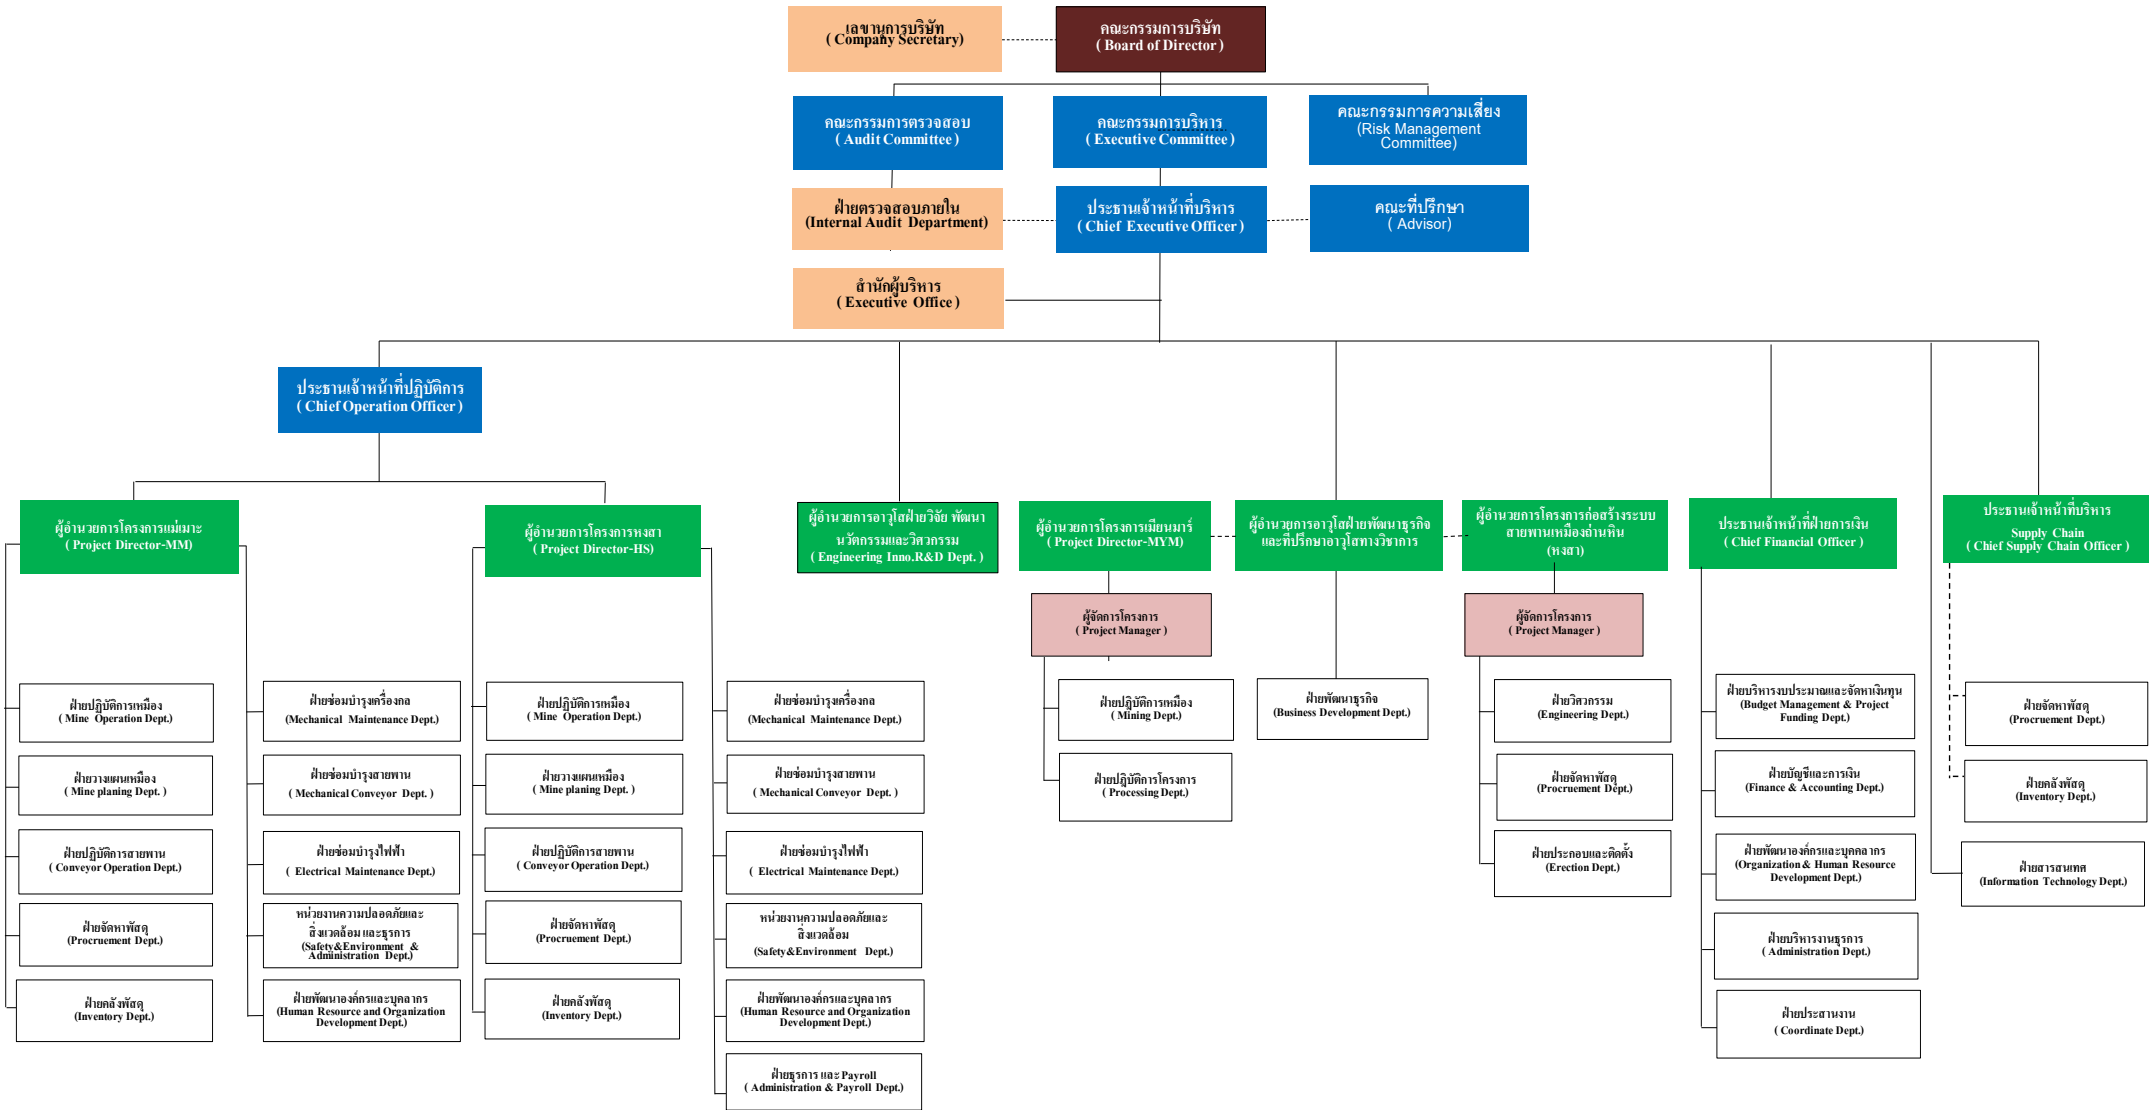 เลขานุการบริษัท
( Company Secretary)
คณะกรรมการบริษัท
( Board of Director )
คณะกรรมการตรวจสอบ
( Audit Committee )
คณะกรรมการบริหาร
( Executive Committee )
คณะกรรมการความเสี่ยง
(Risk Management
Committee)
ฝ่ายตรวจสอบภายใน
(Internal Audit Department)
ประธานเจ้าหน้าที่บริหาร
( Chief Executive Officer )
คณะที่ปรึกษา
( Advisor)
สำนักผู้บริหาร
( Executive Office )
ประธานเจ้าหน้าที่ปฏิบัติการ
( Chief Operation Officer )
ผู้อำนวยการโครงการแม่เมาะ
( Project Director-MM )
ผู้อำนวยการโครงการหงสา
( Project Director-HS)
ผู้อำนวยการอาวุโสฝ่ายวิจัย พัฒนา
นวัตกรรมและวิศวกรรม
( Engineering Inno.R&D Dept. )
ผู้อำนวยการโครงการเมียนมาร์
( Project Director-MYM)
ผู้อำนวยการอาวุโสฝ่ายพัฒนาธุรกิจ
และที่ปรึกษาอาวุโสทางวิชาการ
ผู้อำนวยการโครงการก่อสร้างระบบ
สายพานเหมืองถ่านหิน
(หงสา)
ประธานเจ้าหน้าที่ฝ่ายการเงิน
( Chief Financial Officer )
ประธานเจ้าหน้าที่บริหาร
Supply Chain
( Chief Supply Chain Officer )
ผู้จัดการโครงการ
( Project Manager )
ผู้จัดการโครงการ
( Project Manager )
ฝ่ายปฏิบัติการเหมือง
( Mine Operation Dept.)
ฝ่ายวางแผนเหมือง
( Mine planing Dept. )
ฝ่ายปฏิบัติการสายพาน
( Conveyor Operation Dept.)
ฝ่ายจัดหาพัสดุ
(Procruement Dept.)
ฝ่ายคลังพัสดุ
(Inventory Dept.)
ฝ่ายซ่อมบำรุงเครื่องกล
(Mechanical Maintenance Dept.)
ฝ่ายซ่อมบำรุงสายพาน
( Mechanical Conveyor Dept. )
ฝ่ายซ่อมบำรุงไฟฟ้า
( Electrical Maintenance Dept.)
หน่วยงานความปลอดภัยและ
สิ่งแวดล้อม และธุรการ
(Safety&Environment &
Administration Dept.)
ฝ่ายพัฒนาองค์กรและบุคลากร
(Human Resource and Organization
Development Dept.)
ฝ่ายปฏิบัติการเหมือง
( Mine Operation Dept.)
ฝ่ายวางแผนเหมือง
( Mine planing Dept. )
ฝ่ายปฏิบัติการสายพาน
( Conveyor Operation Dept.)
ฝ่ายจัดหาพัสดุ
(Procruement Dept.)
ฝ่ายคลังพัสดุ
(Inventory Dept.)
ฝ่ายซ่อมบำรุงเครื่องกล
(Mechanical Maintenance Dept.)
ฝ่ายซ่อมบำรุงสายพาน
( Mechanical Conveyor Dept. )
ฝ่ายซ่อมบำรุงไฟฟ้า
( Electrical Maintenance Dept.)
หน่วยงานความปลอดภัยและ
สิ่งแวดล้อม
(Safety&Environment Dept.)
ฝ่ายพัฒนาองค์กรและบุคลากร
(Human Resource and Organization
Development Dept.)
ฝ่ายธุรการ และ Payroll
( Administration & Payroll Dept.)
ฝ่ายปฏิบัติการเหมือง
( Mining Dept.)
ฝ่ายปฏิบัติการโครงการ
( Processing Dept.)
ฝ่ายพัฒนาธุรกิจ
(Business Development Dept.)
ฝ่ายวิศวกรรม
(Engineering Dept.)
ฝ่ายจัดหาพัสดุ
(Procruement Dept.)
ฝ่ายประกอบและติดตั้ง
(Erection Dept.)
ฝ่ายบริหารงบประมาณและจัดหาเงินทุน
(Budget Management & Project
Funding Dept.)
ฝ่ายบัญชีและการเงิน
(Finance & Accounting Dept.)
ฝ่ายพัฒนาองค์กรและบุคคลากร
(Organization & Human Resource
Development Dept.)
ฝ่ายบริหารงานธุรการ
( Administration Dept.)
ฝ่ายประสานงาน
( Coordinate Dept.)
ฝ่ายจัดหาพัสดุ
(Procruement Dept.)
ฝ่ายคลังพัสดุ
(Inventory Dept.)
ฝ่ายสารสนเทศ
(Information Technology Dept.)